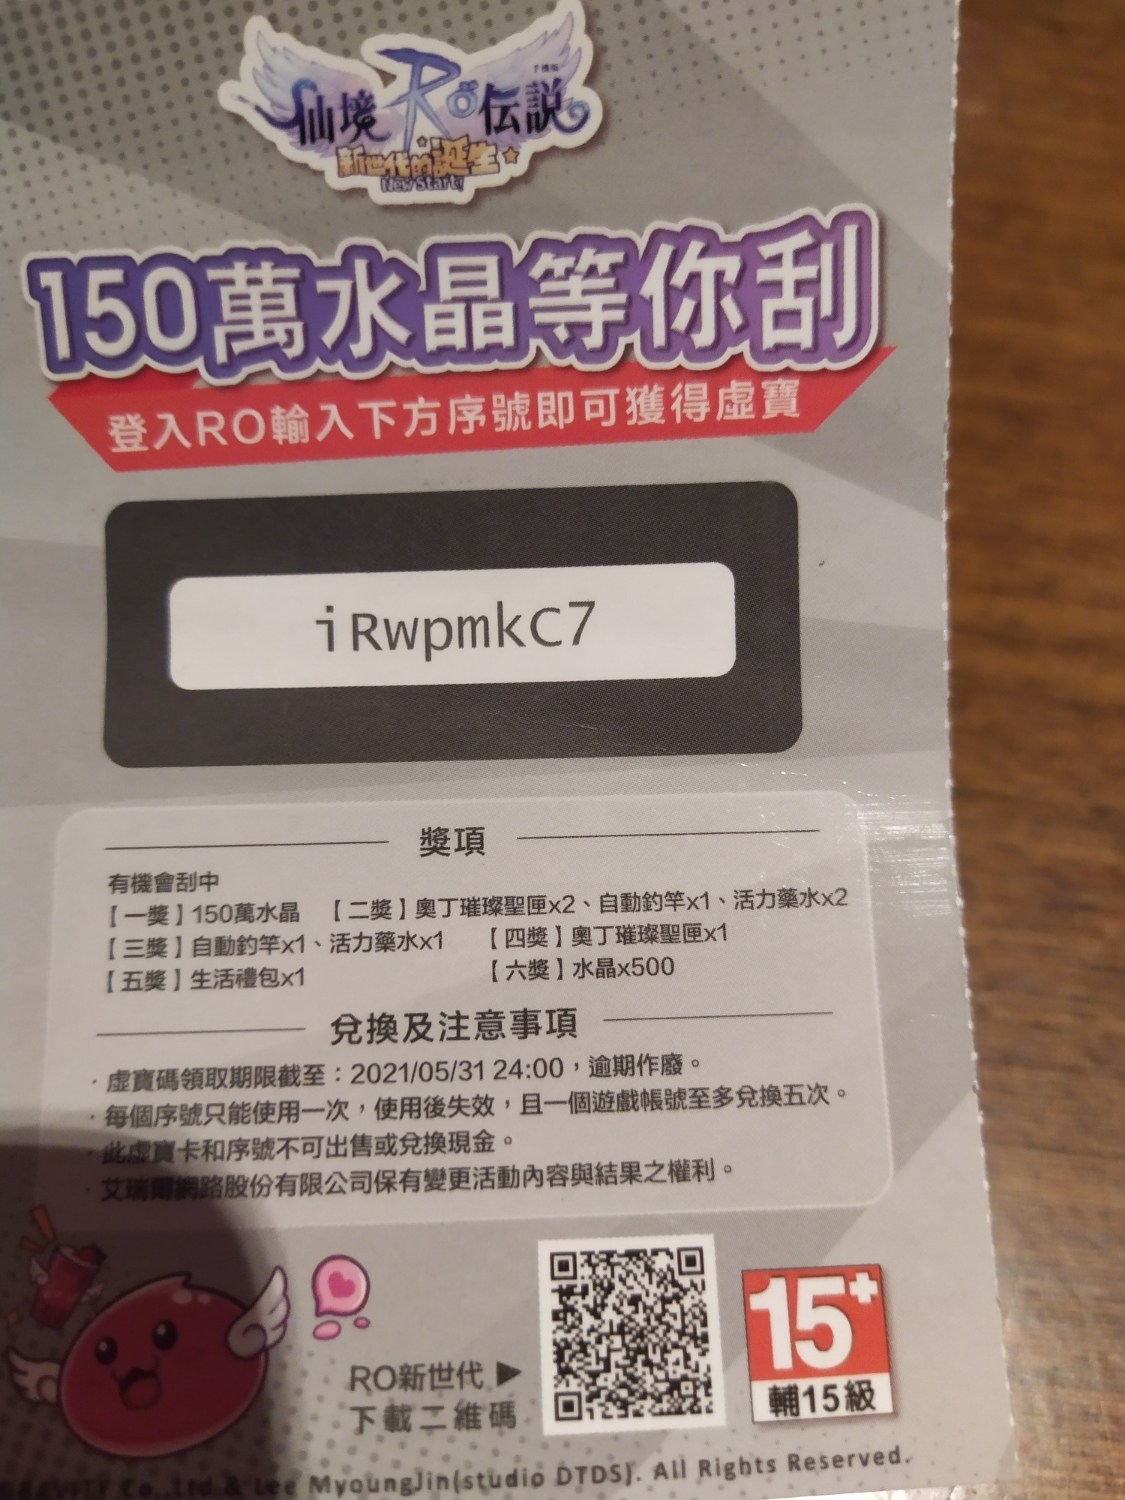 仙境RO伝説
手機版
新世代的誕生
New Start!
150萬水晶等你刮
登入RO輸入下方序號即可獲得虛寶
iRwpmkC7
獎項
有機會刮中
【一獎】150萬水晶 【二獎】奧丁璀璨聖匣x2、自動釣竿x1、活力藥水x2
【三獎】自動釣竿x1、活力藥水x1 【四獎】奧丁璀璨聖匣x1
【五獎】生活禮包x1 【六獎】水晶x500
兌換及注意事項
· 虛寶碼領取期限截至：2021/05/31 24:00，逾期作廢。
· 每個序號只能使用一次，使用後失效，且一個遊戲帳號至多兌換五次。
· 此虛寶卡和序號不可出售或兌換現金。
· 艾瑞爾網路股份有限公司保有變更活動內容與結果之權利。
RO新世代 ▶
下載二維碼
15+
輔15級
Co.,Ltd & Lee MyoungJin(studio DTDS). All Rights Reserved.